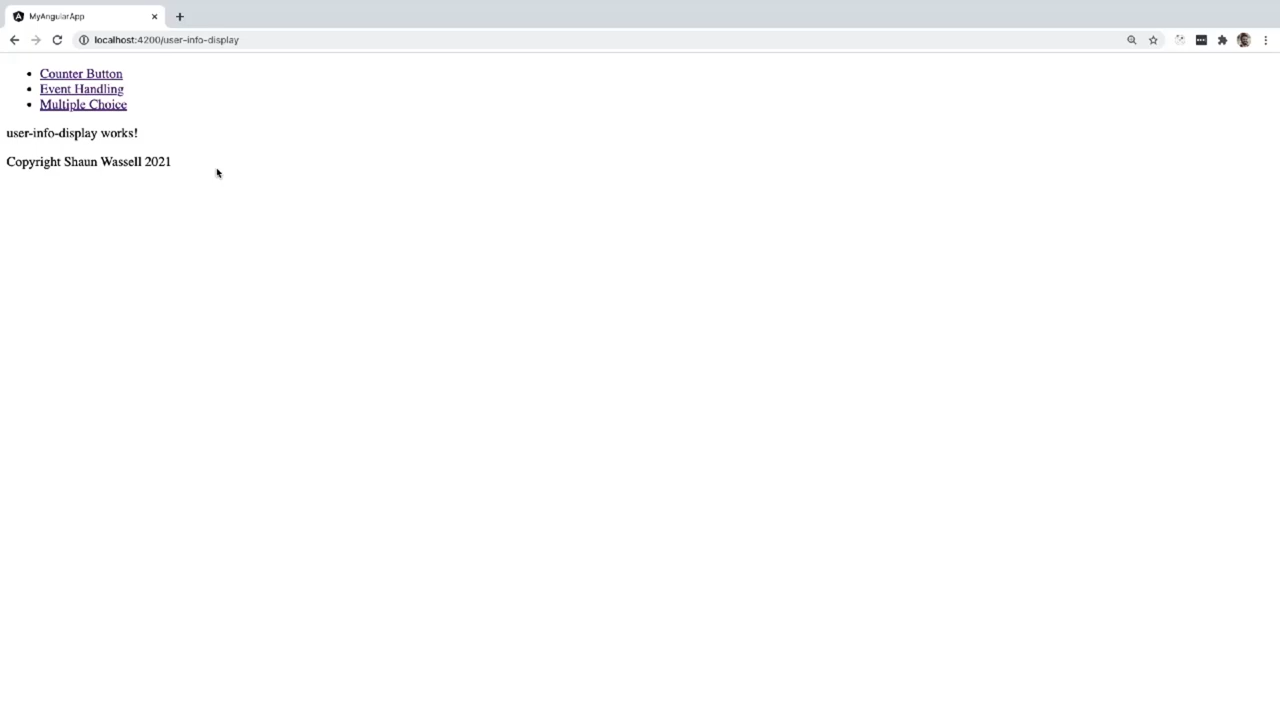 MyAngularApp
localhost:4200/user-info-display
Counter Button
Event Handling
Multiple Choice
user-info-display works!
Copyright Shaun Wassell 2021